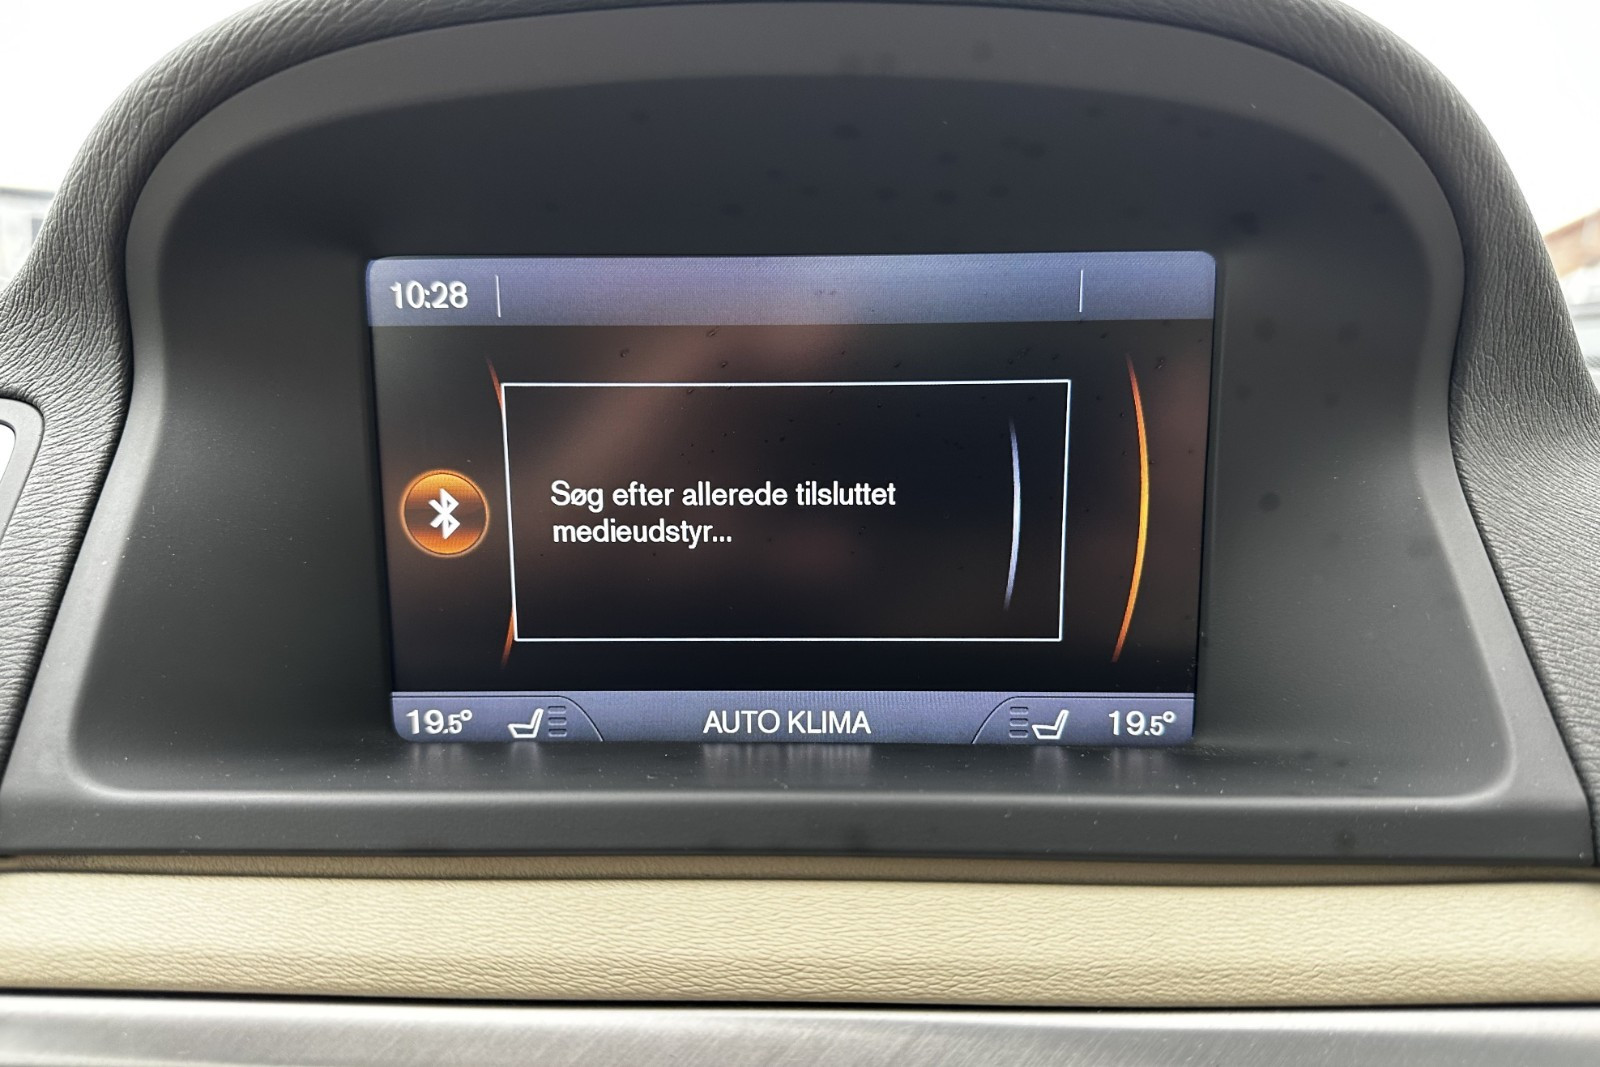 10:28
Søg efter allerede tilsluttet
medieudstyr...
19.5° AUTO KLIMA 19.5°